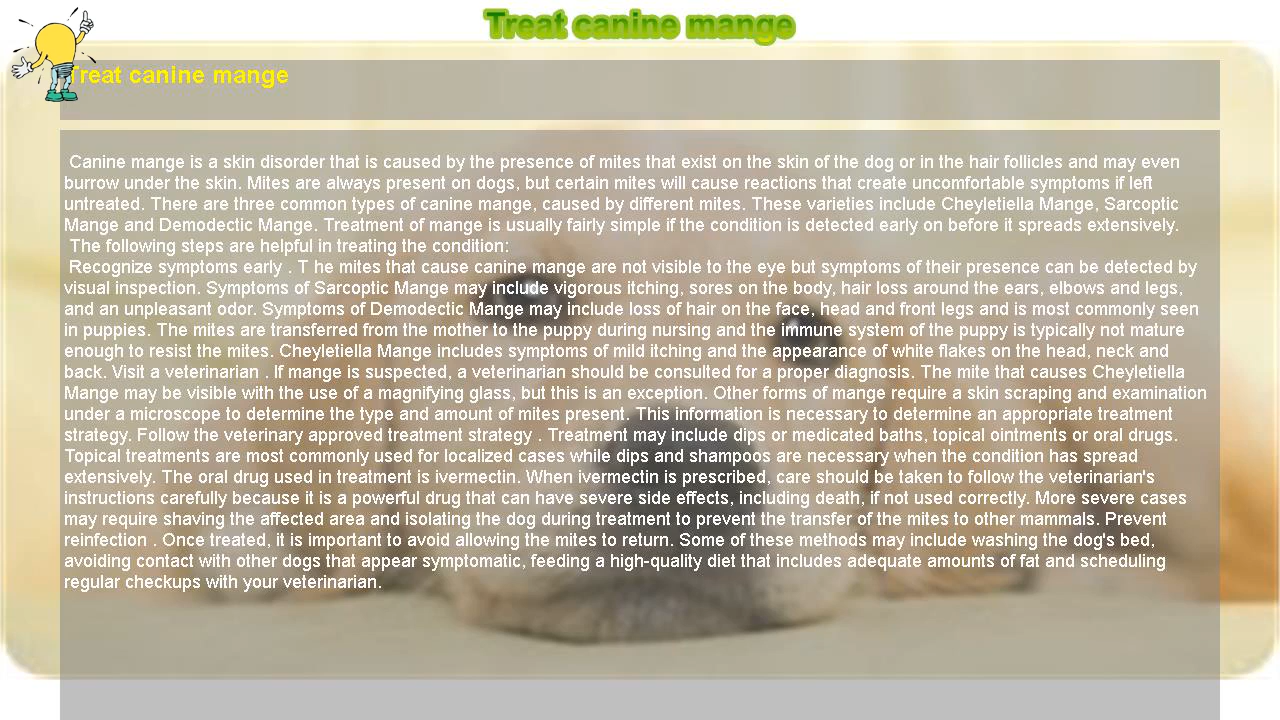 Treat canine mange
Treat canine mange
Canine mange is a skin disorder that is caused by the presence of mites that exist on the skin of the dog or in the hair follicles and may even
burrow under the skin. Mites are always present on dogs, but certain mites will cause reactions that create uncomfortable symptoms if left
untreated. There are three common types of canine mange, caused by different mites. These varieties include Cheyletiella Mange, Sarcoptic
Mange and Demodectic Mange. Treatment of mange is usually fairly simple if the condition is detected early on before it spreads extensively.
The following steps are helpful in treating the condition:
Recognize symptoms early . T he mites that cause canine mange are not visible to the eye but symptoms of their presence can be detected by
visual inspection. Symptoms of Sarcoptic Mange may include vigorous itching, sores on the body, hair loss around the ears, elbows and legs,
and an unpleasant odor. Symptoms of Demodectic Mange may include loss of hair on the face, head and front legs and is most commonly seen
in puppies. The mites are transferred from the mother to the puppy during nursing and the immune system of the puppy is typically not mature
enough to resist the mites. Cheyletiella Mange includes symptoms of mild itching and the appearance of white flakes on the head, neck and
back. Visit a veterinarian . If mange is suspected, a veterinarian should be consulted for a proper diagnosis. The mite that causes Cheyletiella
Mange may be visible with the use of a magnifying glass, but this is an exception. Other forms of mange require a skin scraping and examination
under a microscope to determine the type and amount of mites present. This information is necessary to determine an appropriate treatment
strategy. Follow the veterinary approved treatment strategy . Treatment may include dips or medicated baths, topical ointments or oral drugs.
Topical treatments are most commonly used for localized cases while dips and shampoos are necessary when the condition has spread
extensively. The oral drug used in treatment is ivermectin. When ivermectin is prescribed, care should be taken to follow the veterinarian's
instructions carefully because it is a powerful drug that can have severe side effects, including death, if not used correctly. More severe cases
may require shaving the affected area and isolating the dog during treatment to prevent the transfer of the mites to other mammals. Prevent
reinfection . Once treated, it is important to avoid allowing the mites to return. Some of these methods may include washing the dog's bed,
avoiding contact with other dogs that appear symptomatic, feeding a high-quality diet that includes adequate amounts of fat and scheduling
regular checkups with your veterinarian.